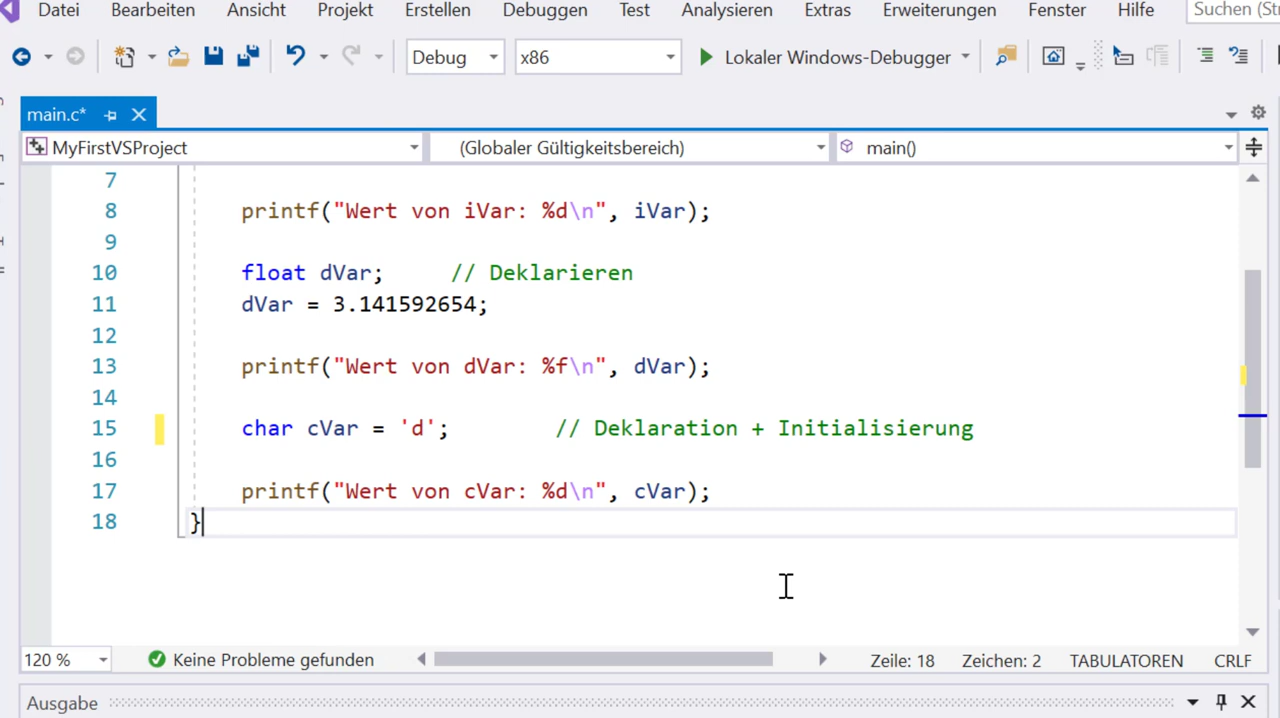 Datei Bearbeiten Ansicht Projekt Erstellen Debuggen Test Analysieren Extras Erweiterungen Fenster Hilfe Suchen (Str
Debug x86 Lokaler Windows-Debugger
main.c*
MyFirstVSProject (Globaler Gültigkeitsbereich) main()
7
8 printf("Wert von iVar: %d\n", iVar);
9
10 float dVar; // Deklarieren
11 dVar = 3.141592654;
12
13 printf("Wert von dVar: %f\n", dVar);
14
15 char cVar = 'd'; // Deklaration + Initialisierung
16
17 printf("Wert von cVar: %d\n", cVar);
18 }
120 % Keine Probleme gefunden Zeile: 18 Zeichen: 2 TABULATOREN CRLF
Ausgabe